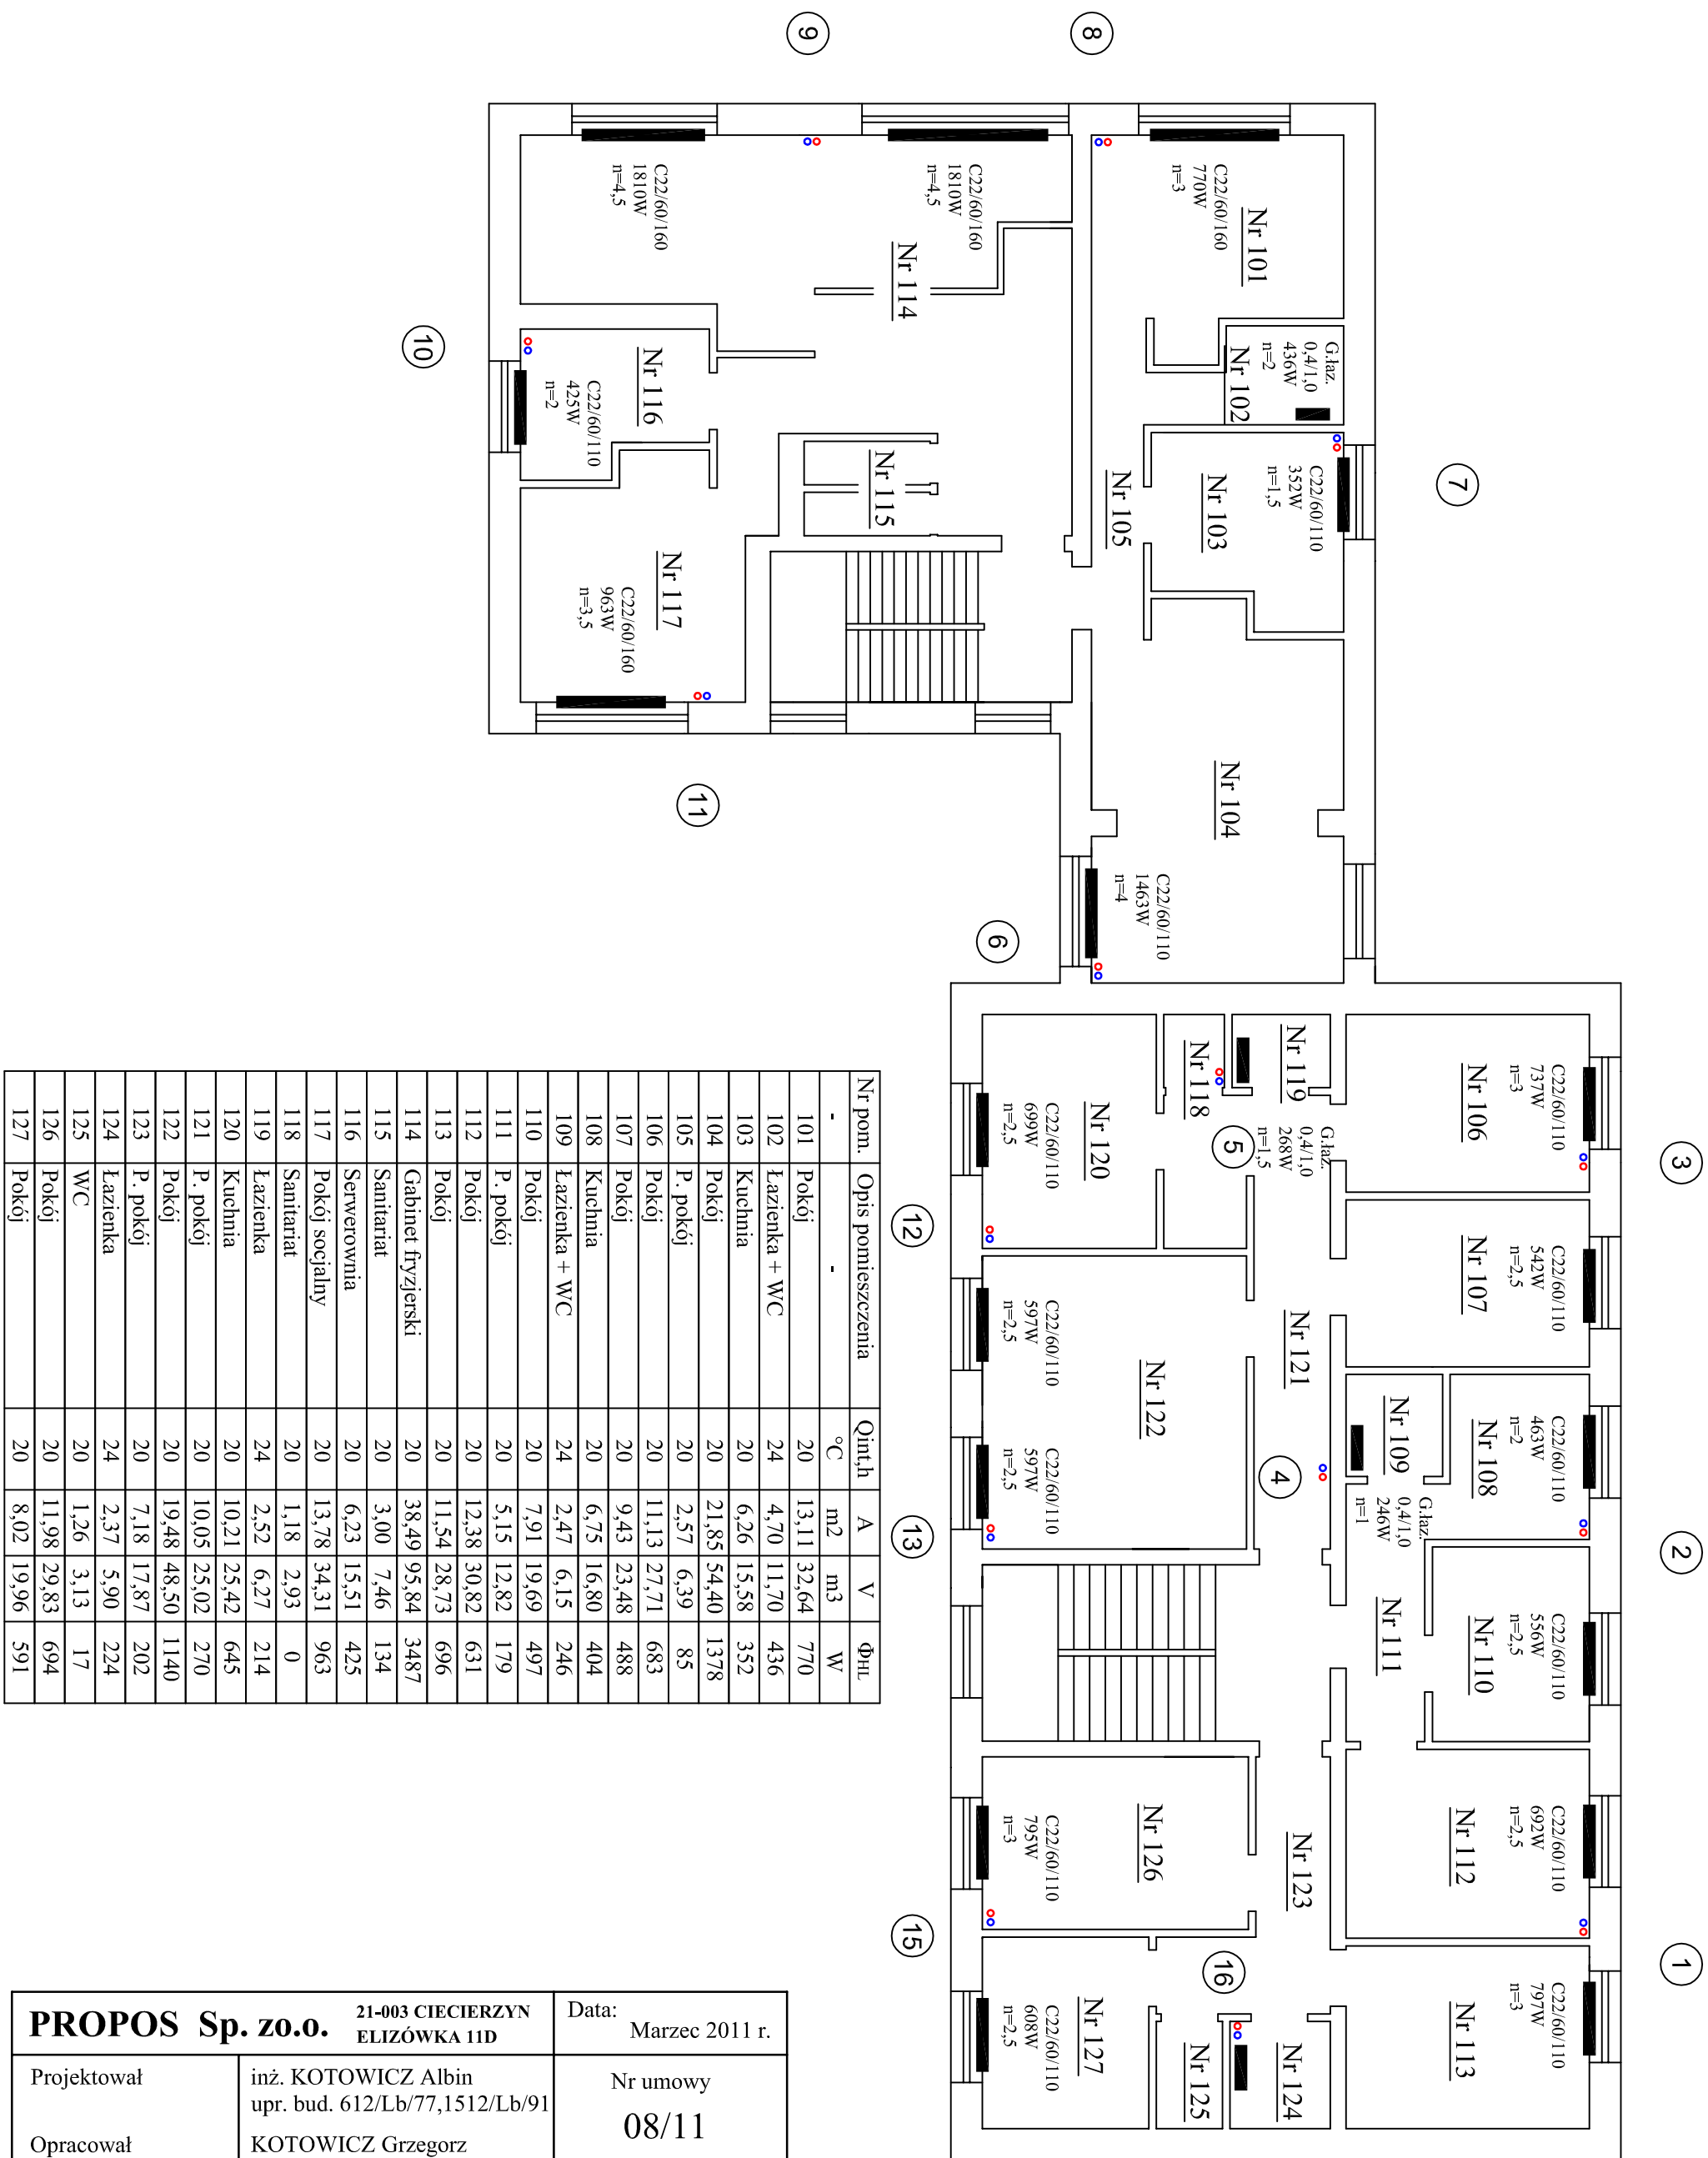 9
8
7
10
11
6
3
5
12
4
13
2
15
16
1
Nr 101
C22/60/160
770W
n=3
Nr 102
G.łaz.
0,4/1,0
436W
n=2
Nr 103
C22/60/110
352W
n=1,5
Nr 105
Nr 104
C22/60/110
1463W
n=4
Nr 114
C22/60/160
1810W
n=4,5
C22/60/160
1810W
n=4,5
Nr 115
Nr 116
C22/60/110
425W
n=2
Nr 117
C22/60/160
963W
n=3,5
Nr 106
C22/60/110
737W
n=3
Nr 107
C22/60/110
542W
n=2,5
Nr 108
C22/60/110
463W
n=2
Nr 109
G.łaz.
0,4/1,0
246W
n=1
Nr 110
C22/60/110
556W
n=2,5
Nr 111
Nr 112
C22/60/110
692W
n=2,5
Nr 113
C22/60/110
797W
n=3
Nr 119
G.łaz.
0,4/1,0
268W
n=1,5
Nr 118
Nr 120
C22/60/110
699W
n=2,5
Nr 121
Nr 122
C22/60/110
597W
n=2,5
C22/60/110
597W
n=2,5
Nr 123
Nr 126
C22/60/110
795W
n=3
Nr 127
C22/60/110
608W
n=2,5
Nr 125
Nr 124
Nr pom. Opis pomieszczenia Qint,h A V ΦHL
- - °C m2 m3 W
101 Pokój 20 13,11 32,64 770
102 Łazienka + WC 24 4,70 11,70 436
103 Kuchnia 20 6,26 15,58 352
104 Pokój 20 21,85 54,40 1378
105 P. pokój 20 2,57 6,39 85
106 Pokój 20 11,13 27,71 683
107 Pokój 20 9,43 23,48 488
108 Kuchnia 20 6,75 16,80 404
109 Łazienka + WC 24 2,47 6,15 246
110 Pokój 20 7,91 19,69 497
111 P. pokój 20 5,15 12,82 179
112 Pokój 20 12,38 30,82 631
113 Pokój 20 11,54 28,73 696
114 Gabinet fryzjerski 20 38,49 95,84 3487
115 Sanitariat 20 3,00 7,46 134
116 Serwerownia 20 6,23 15,51 425
117 Pokój socjalny 20 13,78 34,31 963
118 Sanitariat 20 1,18 2,93 0
119 Łazienka 24 2,52 6,27 214
120 Kuchnia 20 10,21 25,42 645
121 P. pokój 20 10,05 25,02 270
122 Pokój 20 19,48 48,50 1140
123 P. pokój 20 7,18 17,87 202
124 Łazienka 24 2,37 5,90 224
125 WC 20 1,26 3,13 17
126 Pokój 20 11,98 29,83 694
127 Pokój 20 8,02 19,96 591
PROPOS Sp. zo.o. 21-003 CIECIERZYN
ELIZÓWKA 11D
Data:
Marzec 2011 r.
Projektował inż. KOTOWICZ Albin
upr. bud. 612/Lb/77,1512/Lb/91
Nr umowy
08/11
Opracował KOTOWICZ Grzegorz